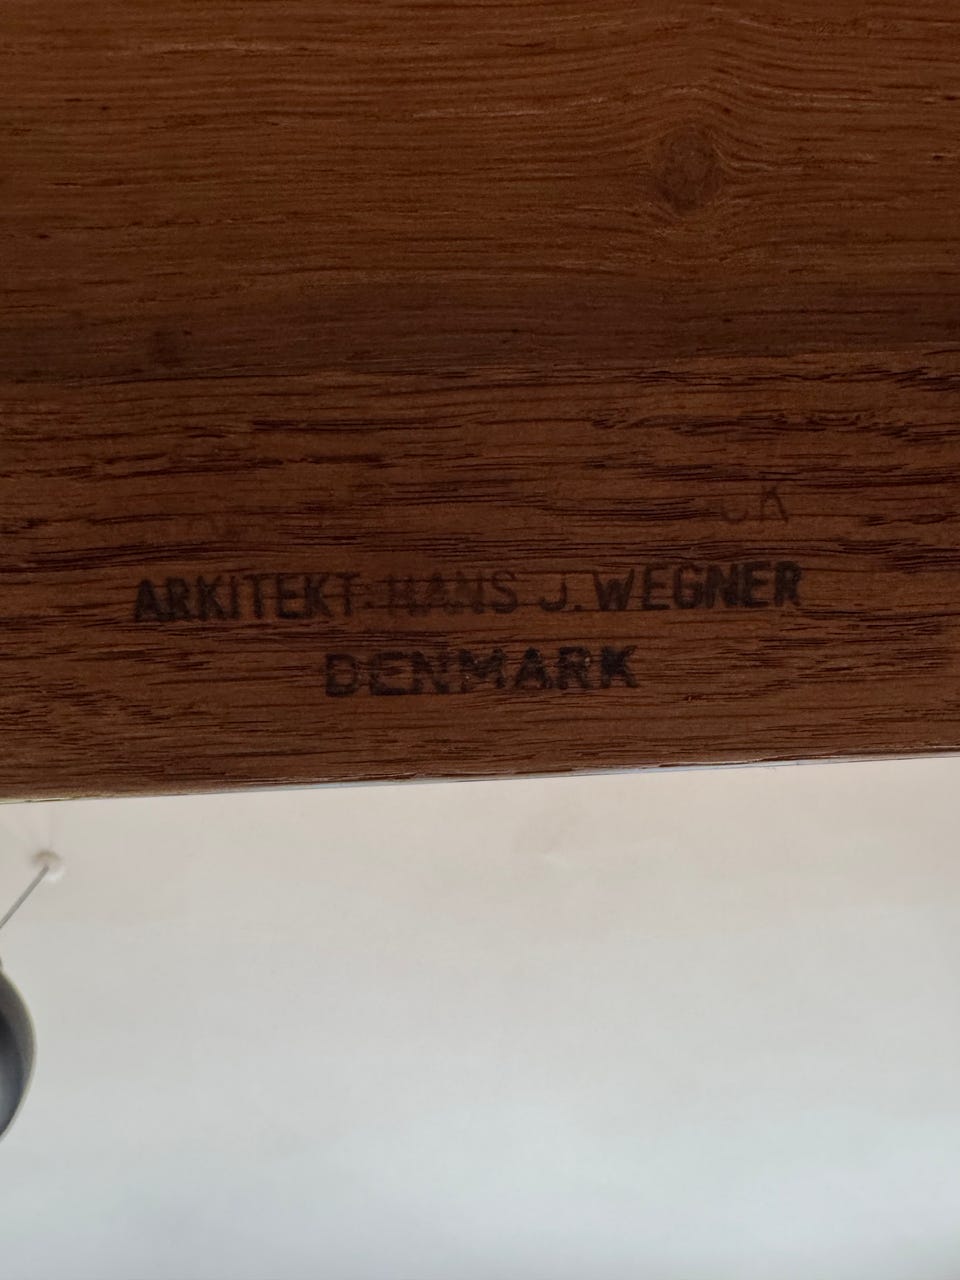 ARKITEKT: HANS J. WEGNER
DENMARK